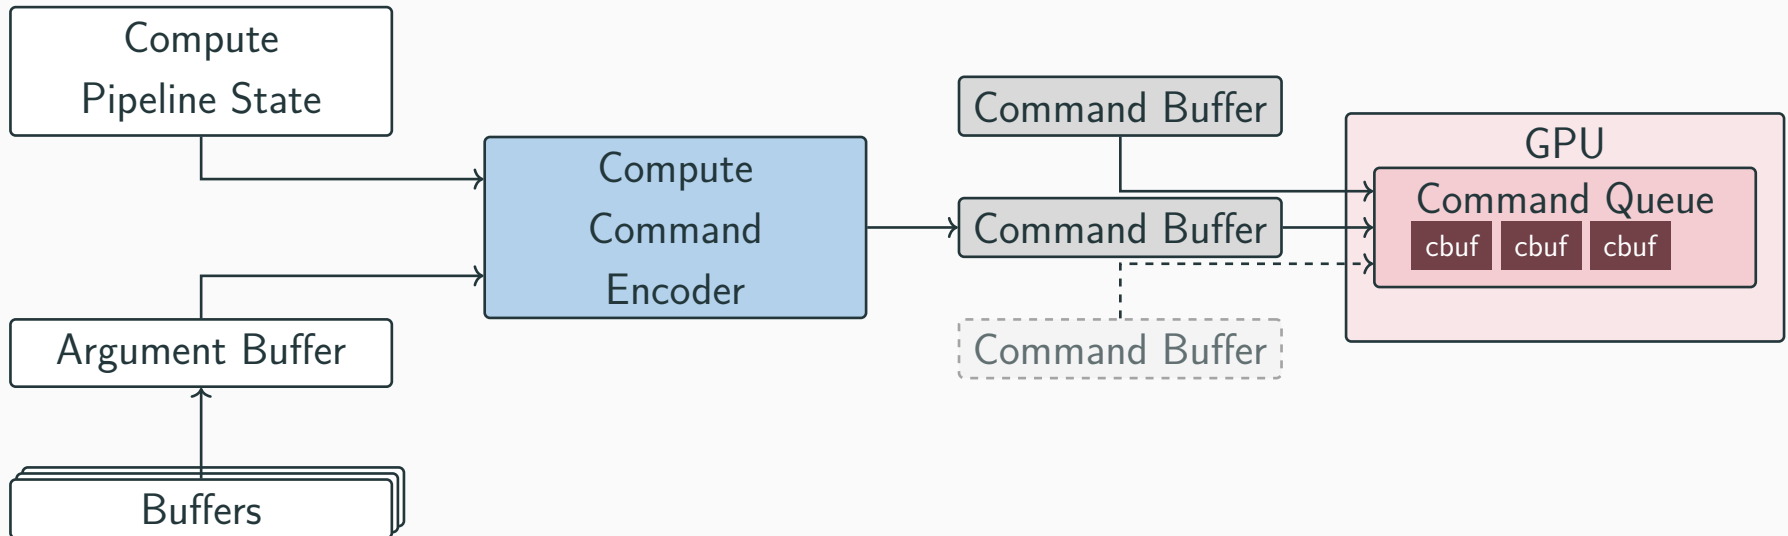 Compute
Pipeline State
Argument Buffer
Buffers
Compute
Command
Encoder
Command Buffer
Command Buffer
Command Buffer
GPU
Command Queue
cbuf cbuf cbuf